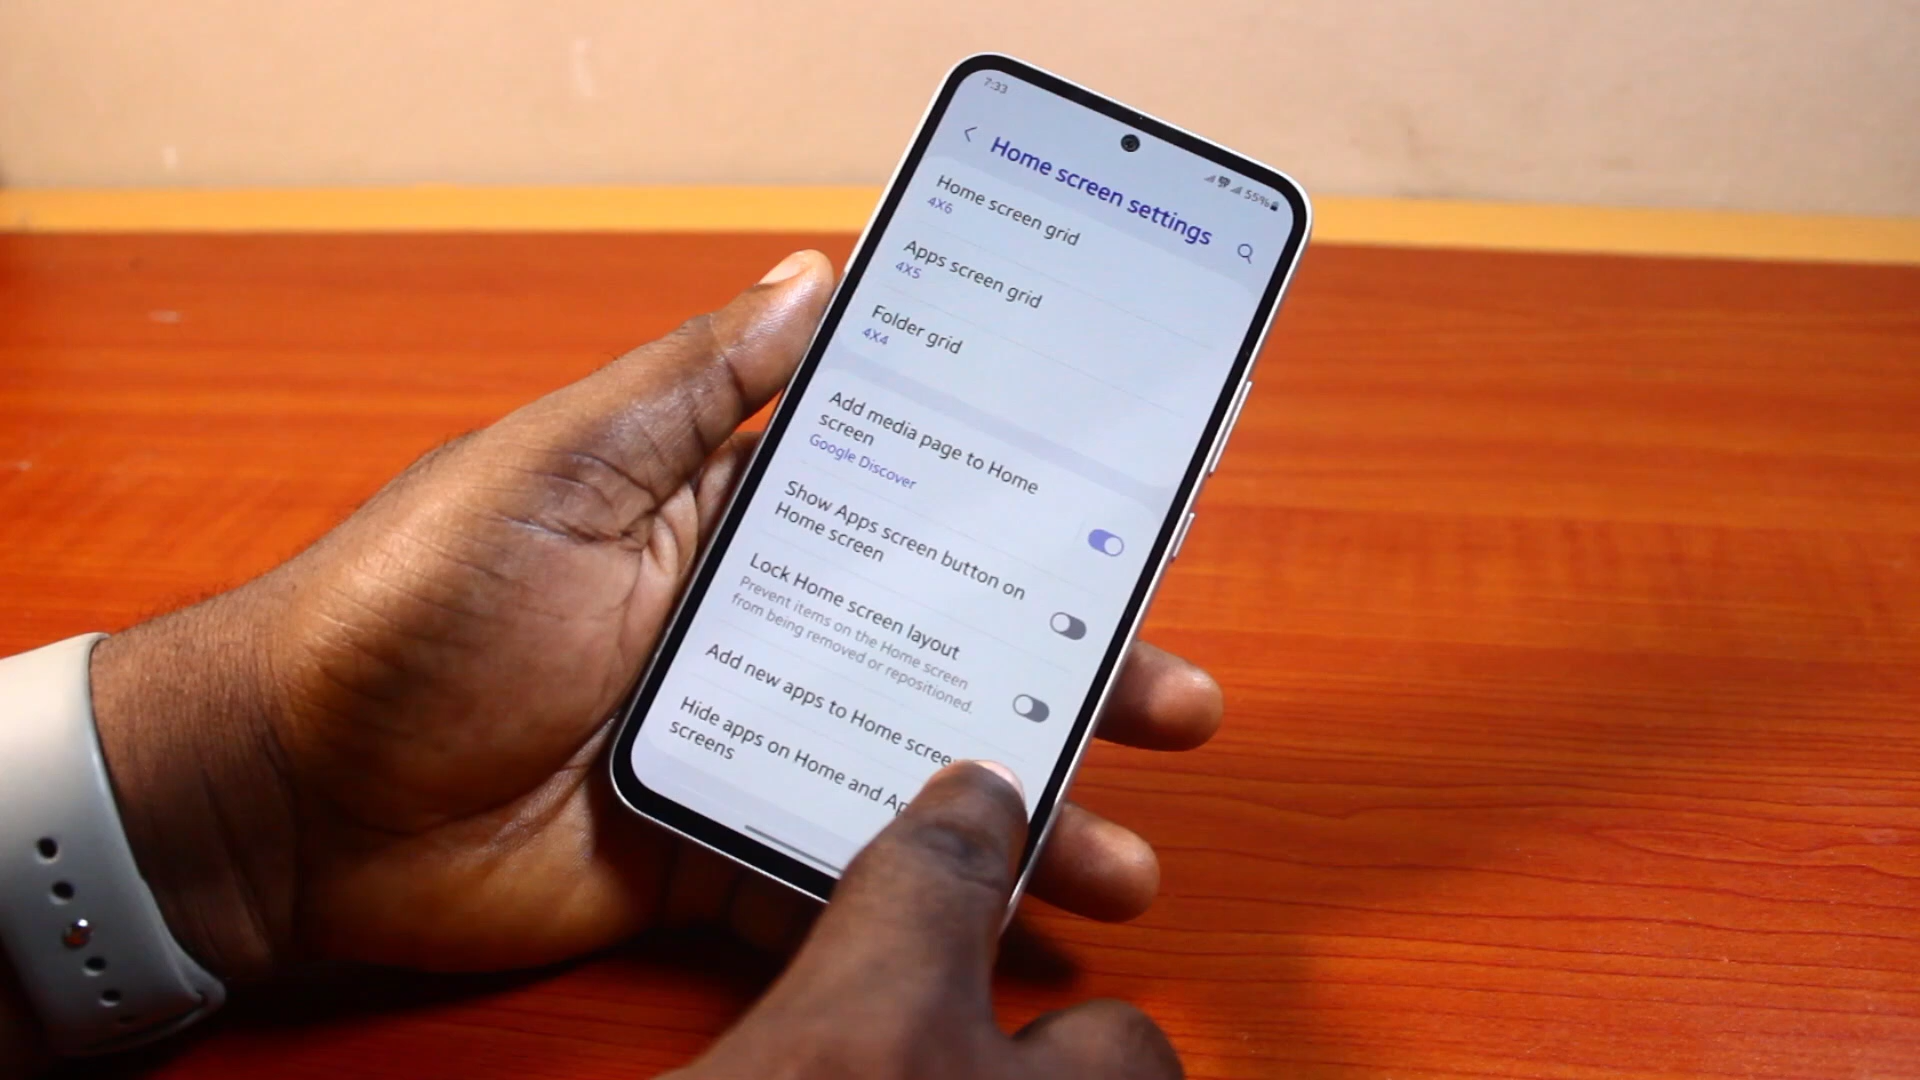 7:33
55%
Home screen settings
Home screen grid
4X6
Apps screen grid
4X5
Folder grid
4X4
Add media page to Home
screen
Google Discover
Show Apps screen button on
Home screen
Lock Home screen layout
Prevent items on the Home screen
from being removed or repositioned.
Add new apps to Home scree
Hide apps on Home and Ap
screens